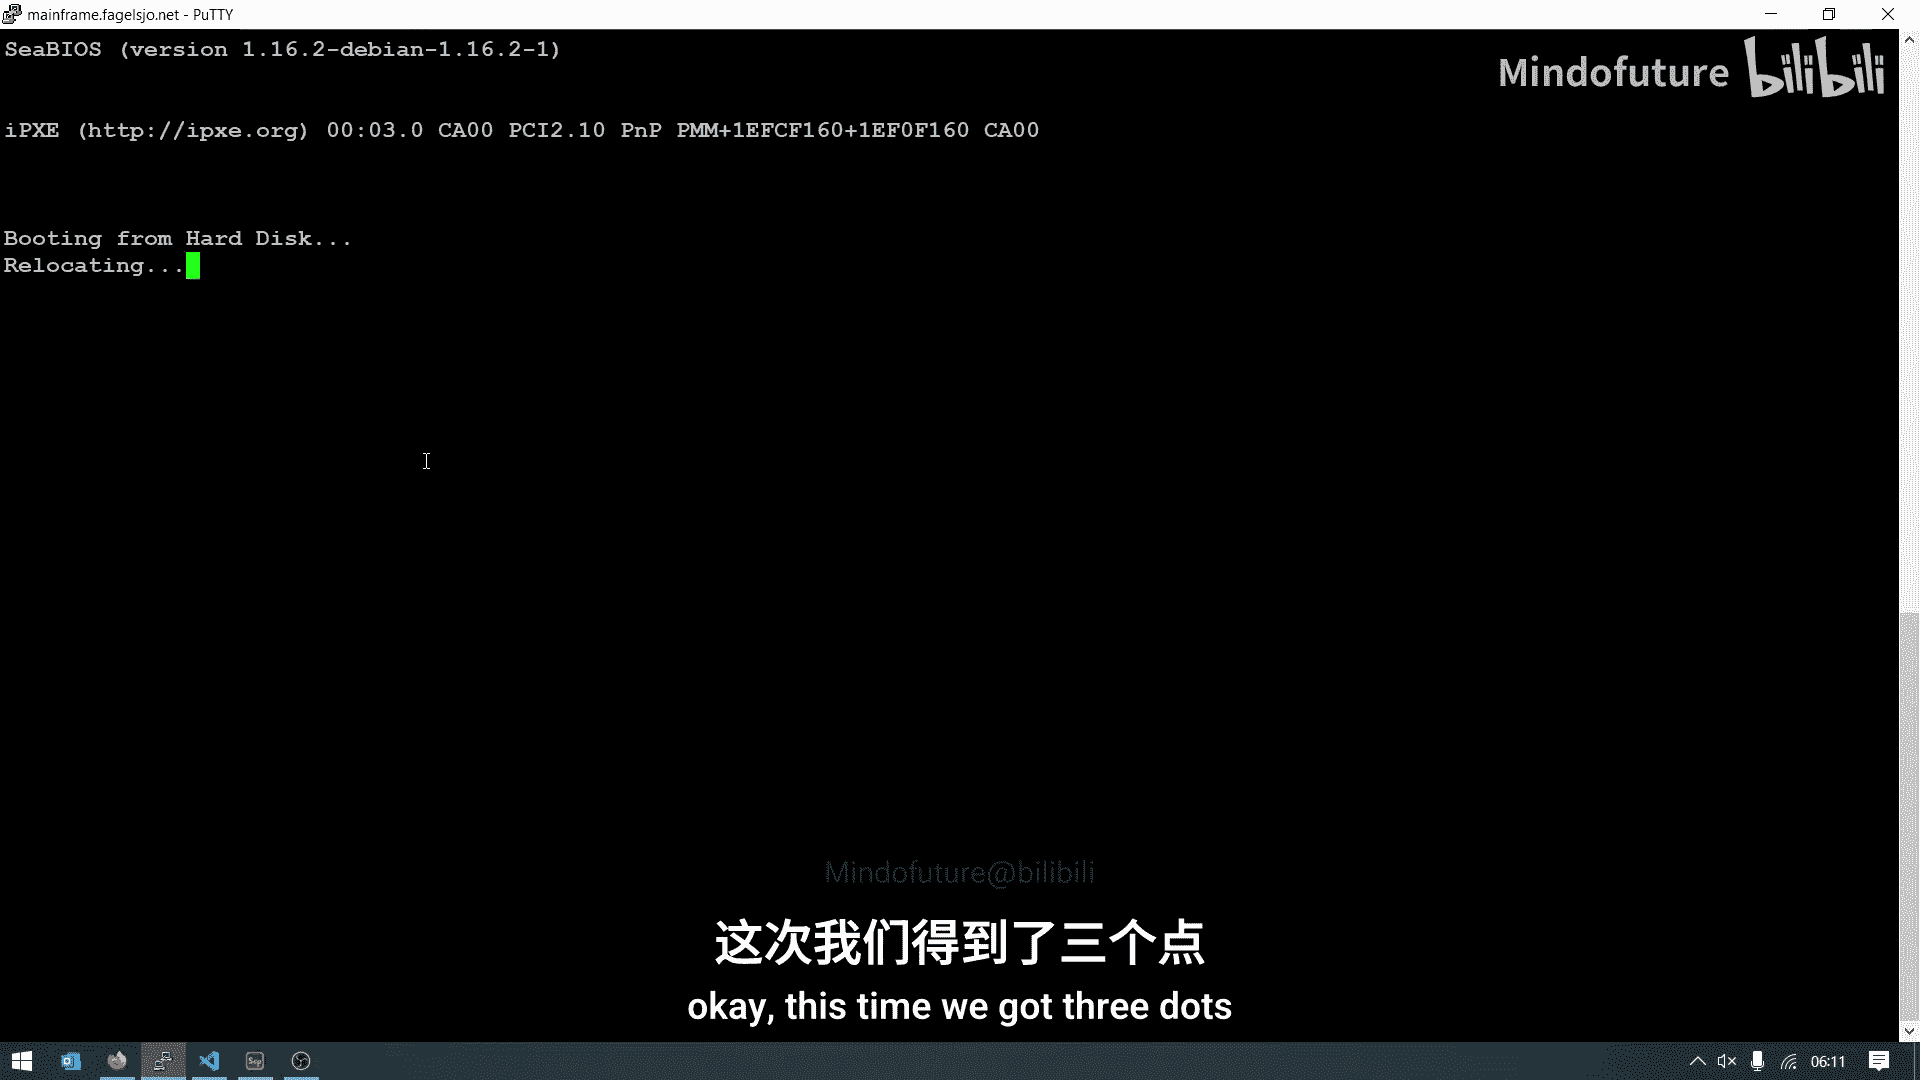 mainframe.fagelsjo.net - PuTTY
SeaBIOS (version 1.16.2-debian-1.16.2-1)
Mindofuture bilibili
iPXE (http://ipxe.org) 00:03.0 CA00 PCI2.10 PnP PMM+1EFCF160+1EF0F160 CA00
Booting from Hard Disk...
Relocating...
Mindofuture@bilibili
这次我们得到了三个点
okay, this time we got three dots
06:11